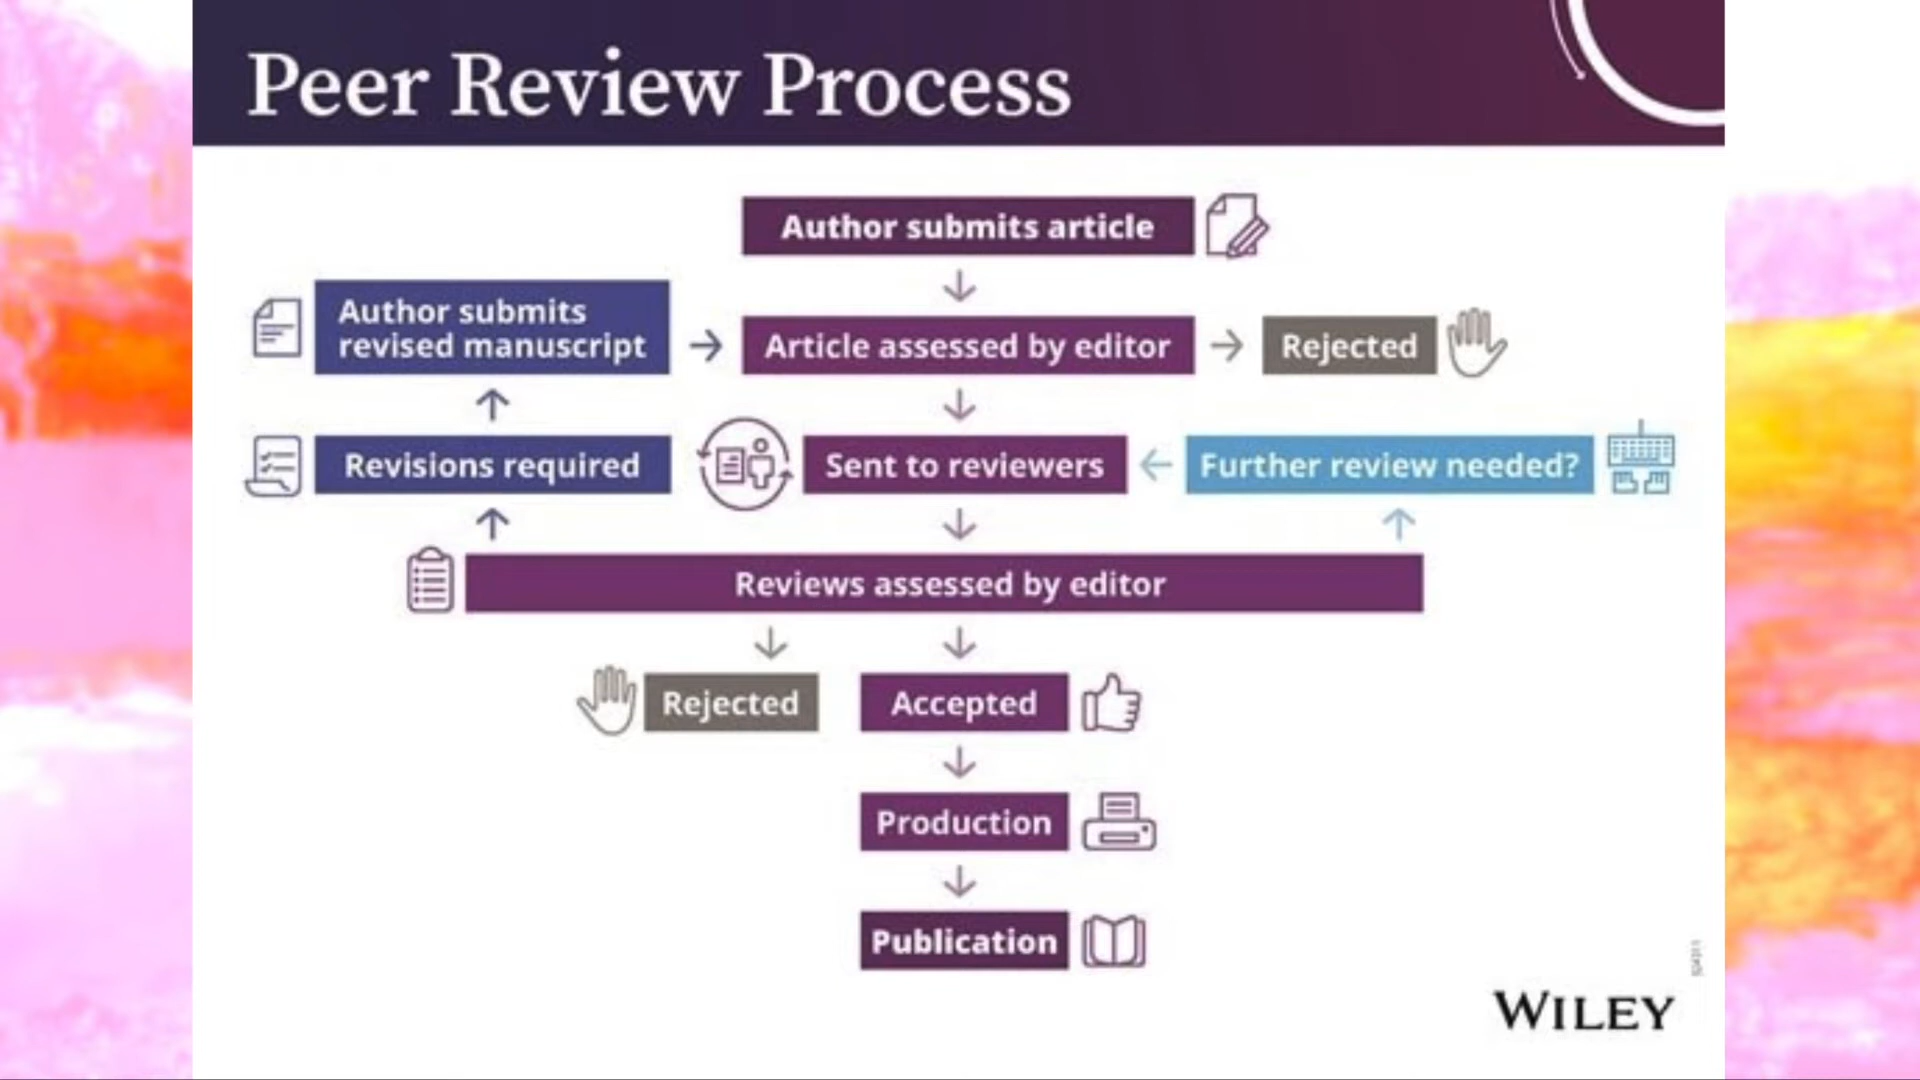 Peer Review Process
Author submits article
Author submits
revised manuscript
Article assessed by editor
Rejected
Revisions required
Sent to reviewers
Further review needed?
Reviews assessed by editor
Rejected
Accepted
Production
Publication
WILEY